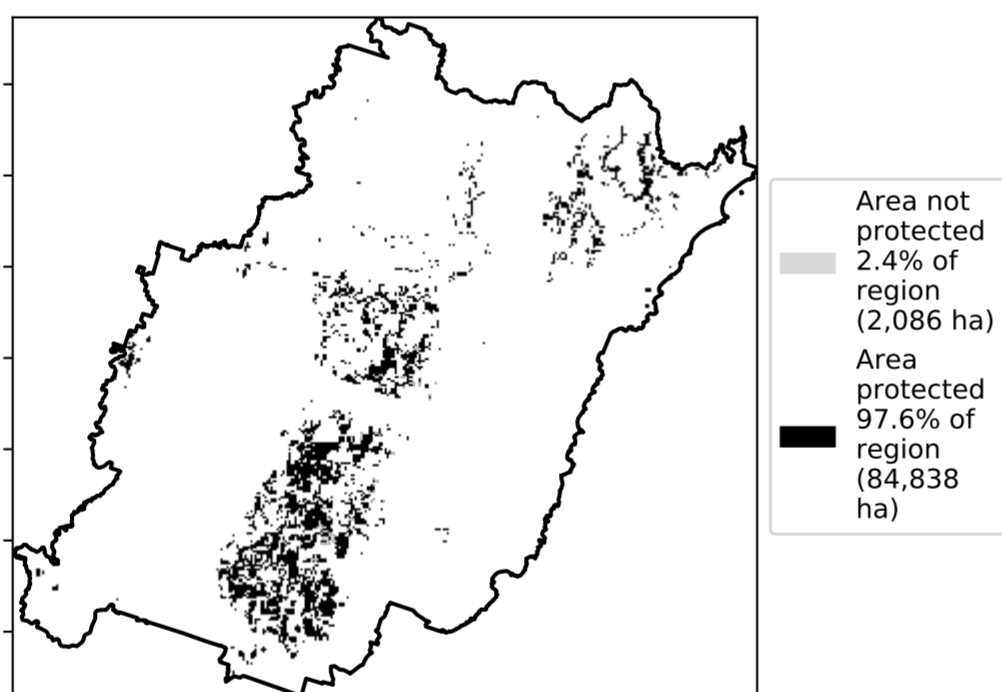 Area not
protected
2.4% of
region
(2,086 ha)
Area
protected
97.6% of
region
(84,838
ha)